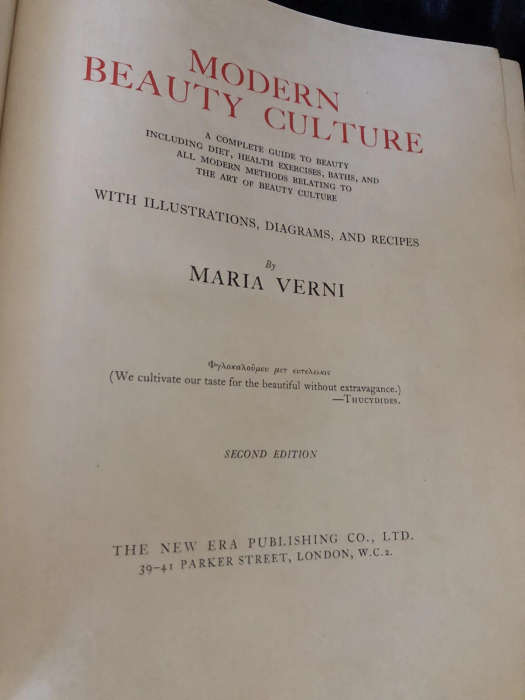 MODERN
BEAUTY CULTURE
A COMPLETE GUIDE TO BEAUTY
INCLUDING DIET, HEALTH EXERCISES, BATHS, AND
ALL MODERN METHODS RELATING TO
THE ART OF BEAUTY CULTURE
WITH ILLUSTRATIONS, DIAGRAMS, AND RECIPES
By
MARIA VERNI
μετ
(We cultivate our taste for the beautiful without extravagance.)
—THUCYDIDES.
SECOND EDITION
THE NEW ERA PUBLISHING CO., LTD.
39–41 PARKER STREET, LONDON, W.C.2.